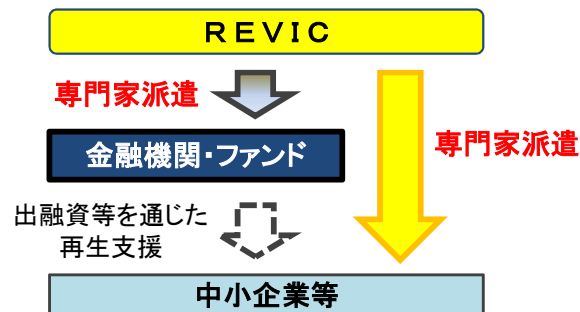 ＲＥＶＩＣ
専門家派遣
金融機関・ファンド
専門家派遣
出融資等を通じた
再生支援
中小企業等